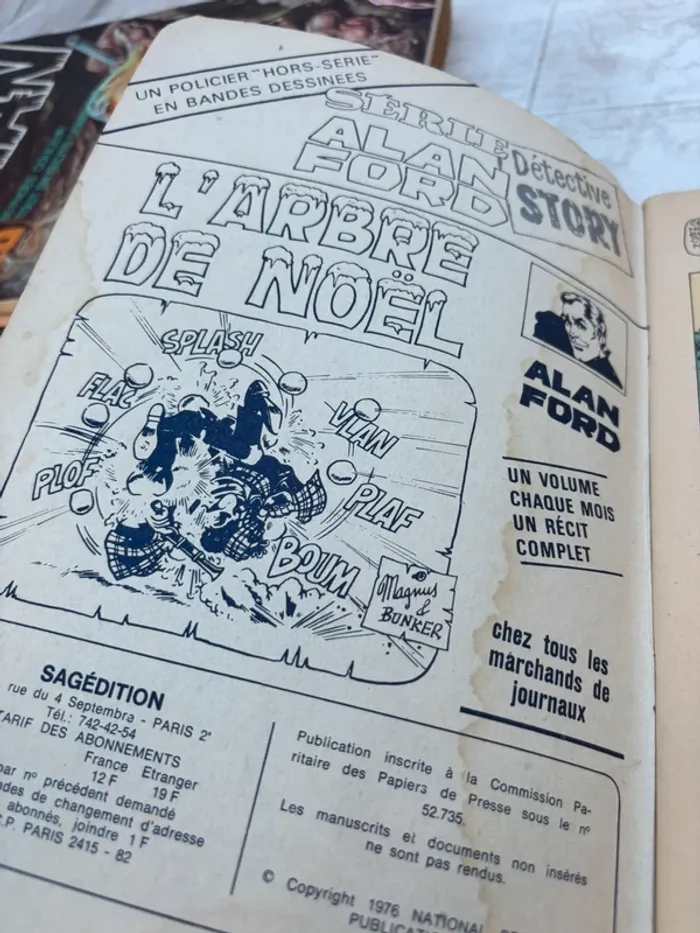 UN POLICIER "HORS-SERIE"
EN BANDES DESSINEES
SÉRIE
ALAN
FORD
Détective
STORY
L'ARBRE
DE NOËL
SPLASH
FLAC
VLAN
PLOF
PLAF
BOUM
Magnus
&
BUNKER
ALAN
FORD
UN VOLUME
CHAQUE MOIS
UN RÉCIT
COMPLET
chez tous les
marchands de
journaux
SAGÉDITION
rue du 4 Septembre - PARIS 2e
Tél.: 742-42-54
TARIF DES ABONNEMENTS
France Etranger
12 F 19 F
par nº précédent demandé
des de changement d'adresse
abonnés, joindre 1 F
C.P. PARIS 2415 - 82
Publication inscrite à la Commission Pa-
ritaire des Papiers de Presse sous le nº
52.735.
Les manuscrits et documents non insérés
ne sont pas rendus.
© Copyright 1976 NATIONAL